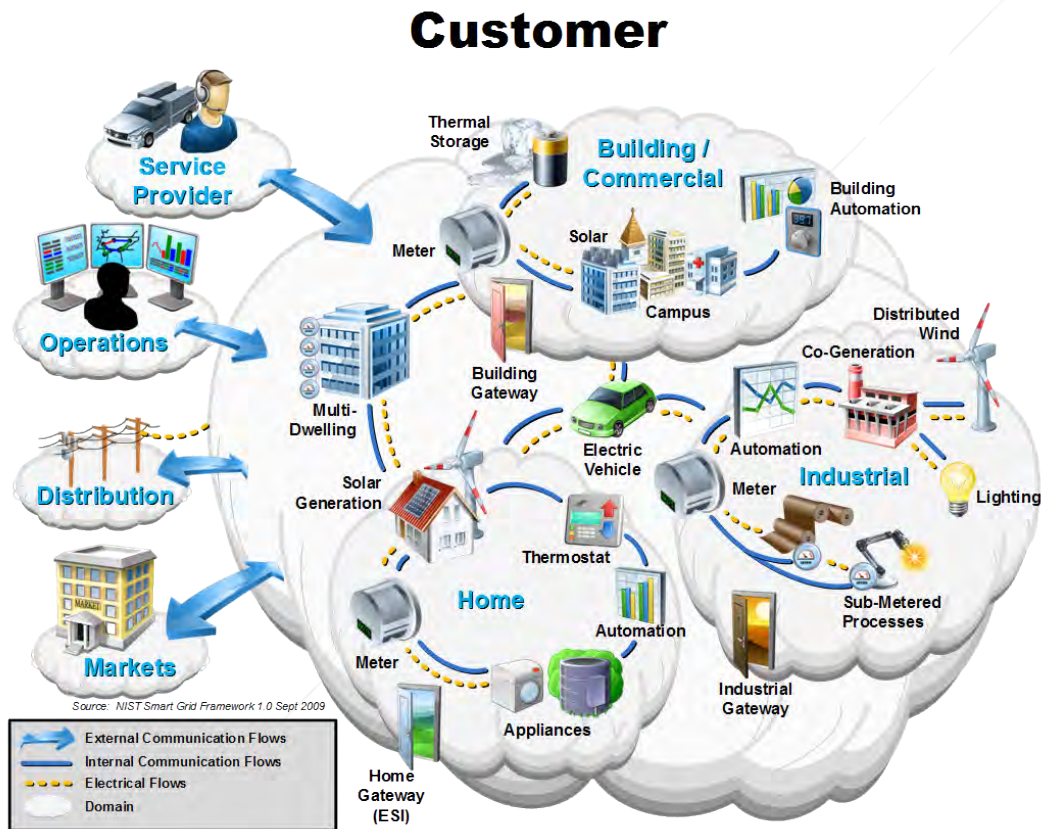 Customer
Service
Provider
Operations
Distribution
MARKET
Markets
Thermal
Storage
Building /
Commercial
Building
Automation
Meter
Solar
Campus
Building
Gateway
Multi-
Dwelling
Electric
Vehicle
Distributed
Wind
Co-Generation
Automation
Industrial
Meter
Lighting
Sub-Metered
Processes
Industrial
Gateway
Solar
Generation
Thermostat
Home
Automation
Meter
Appliances
Home
Gateway
(ESI)
Source: NIST Smart Grid Framework 1.0 Sept 2009
External Communication Flows
Internal Communication Flows
Electrical Flows
Domain